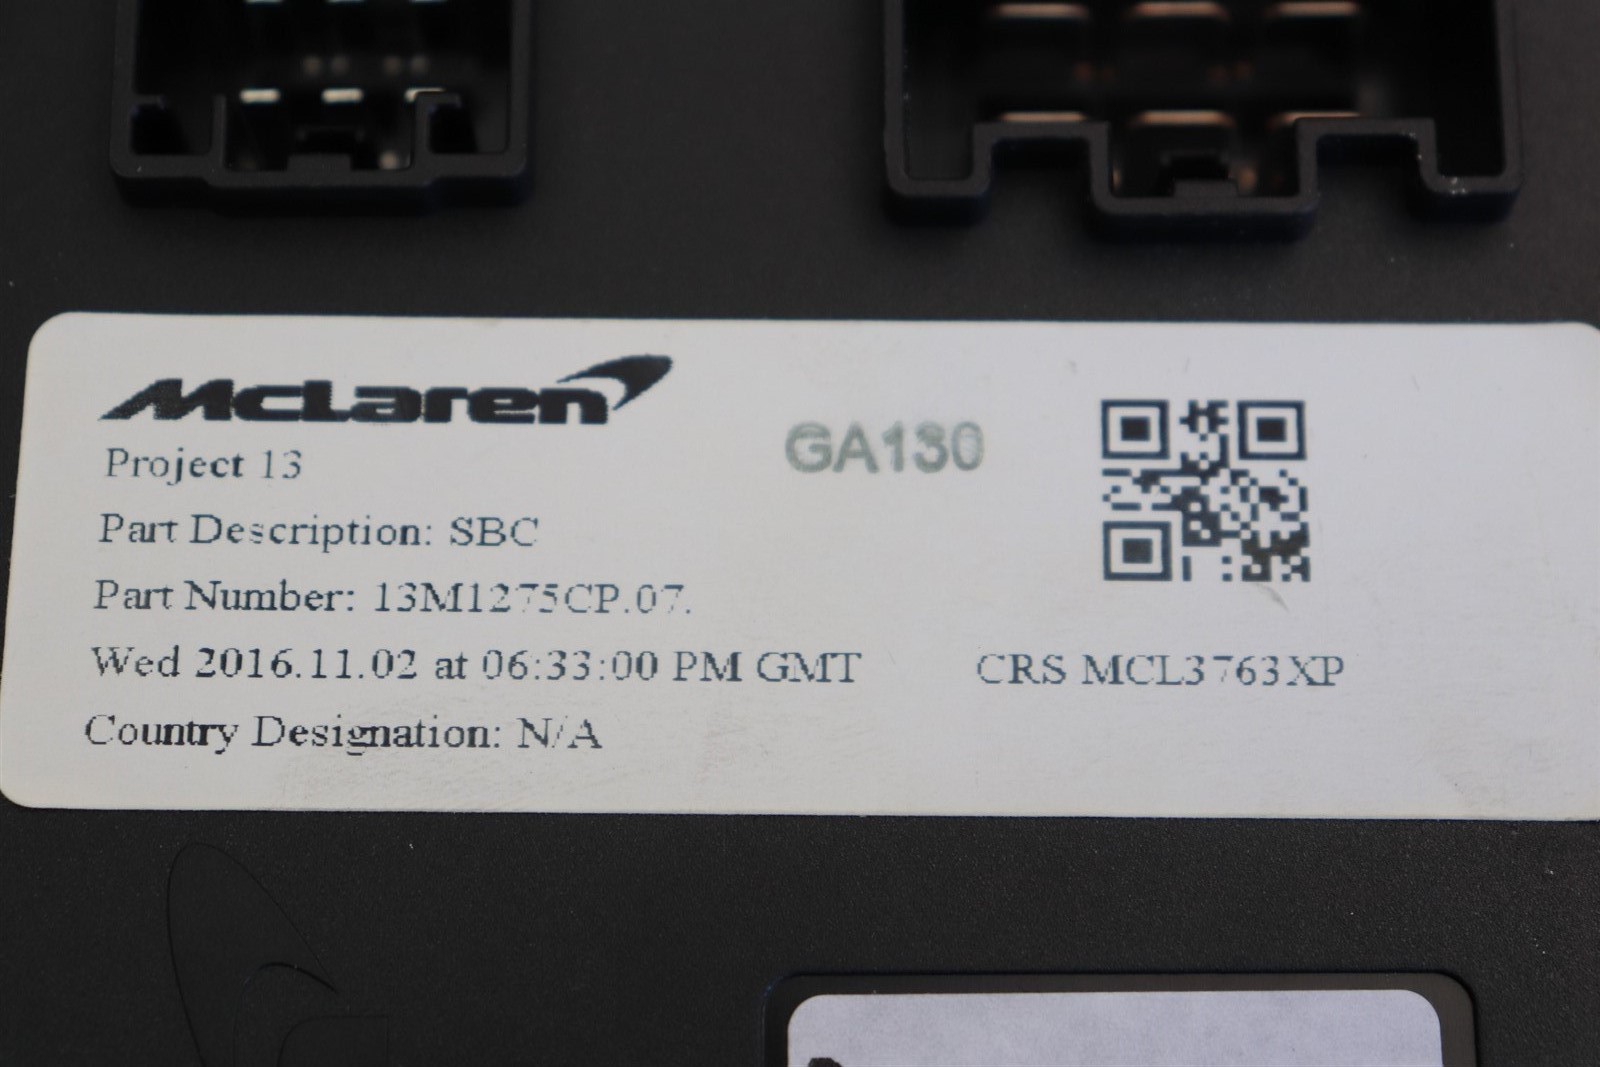 McLaren
Project 13
GA130
Part Description: SBC
Part Number: 13M1275CP.07.
Wed 2016.11.02 at 06:33:00 PM GMT
CRS MCL3763XP
Country Designation: N/A